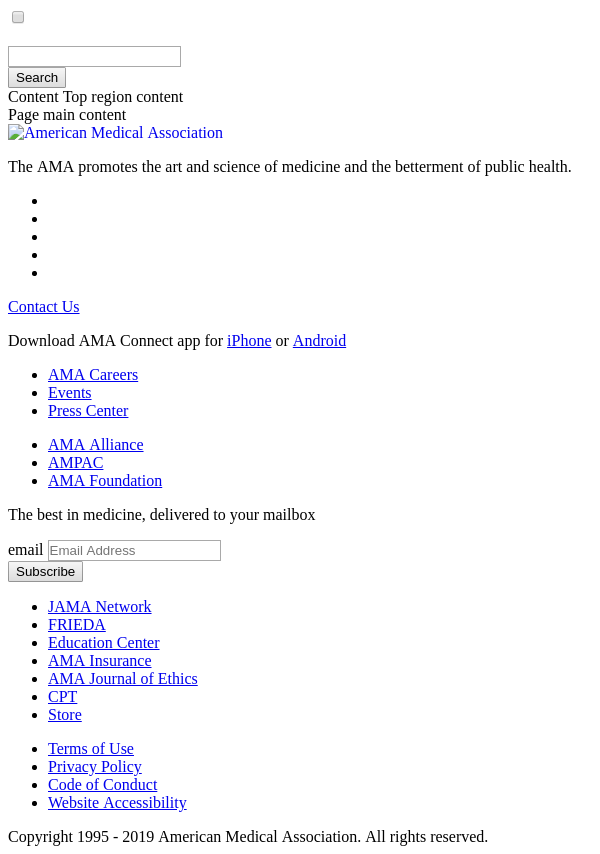 Search
Content Top region content
Page main content
American Medical Association
The AMA promotes the art and science of medicine and the betterment of public health.
Contact Us
Download AMA Connect app for iPhone or Android
AMA Careers
Events
Press Center
AMA Alliance
AMPAC
AMA Foundation
The best in medicine, delivered to your mailbox
email Email Address
Subscribe
JAMA Network
FRIEDA
Education Center
AMA Insurance
AMA Journal of Ethics
CPT
Store
Terms of Use
Privacy Policy
Code of Conduct
Website Accessibility
Copyright 1995 - 2019 American Medical Association. All rights reserved.